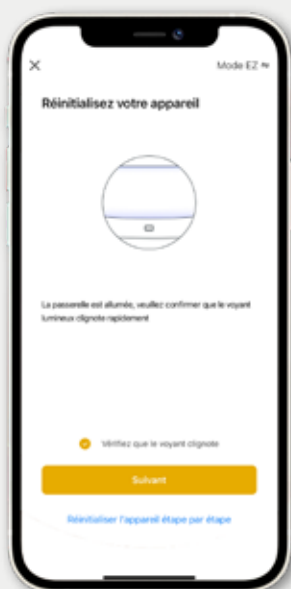 Mode EZ
Réinitialisez votre appareil
La passerelle est allumée, veuillez confirmer que le voyant
lumineux clignote rapidement
Vérifiez que le voyant clignote
Suivant
Réinitialiser l'appareil étape par étape